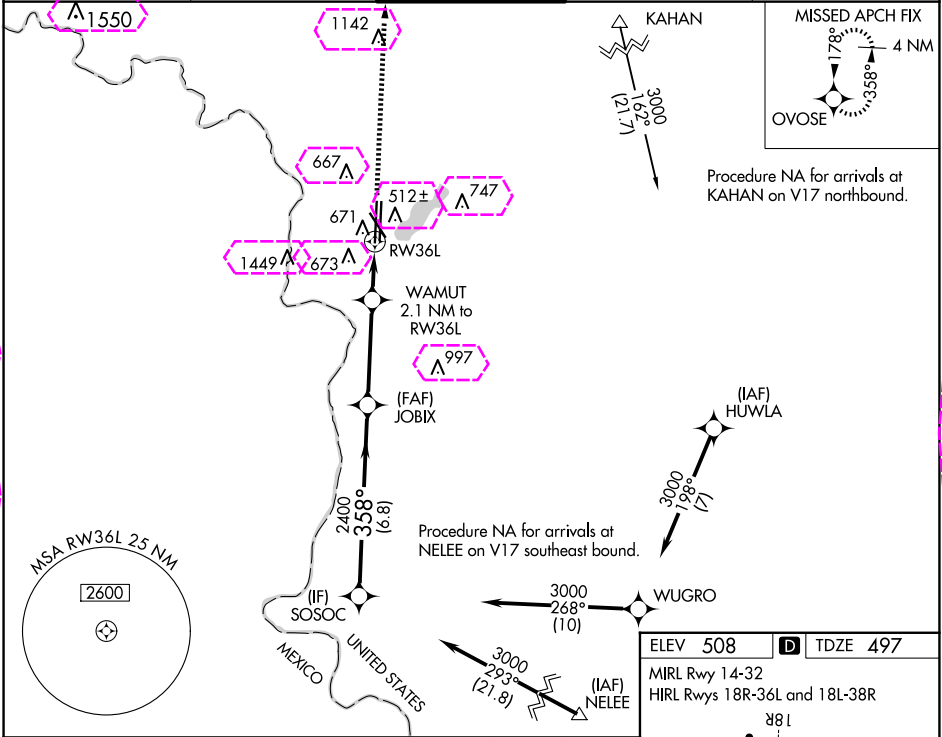 1550
1142
KAHAN
3000
162°
(21.7)
MISSED APCH FIX
178°
4 NM
358°
OVOSE
Procedure NA for arrivals at
KAHAN on V17 northbound.
667
512±
747
671
RW36L
1449
673
WAMUT
2.1 NM to
RW36L
997
(FAF)
JOBIX
(IAF)
HUWLA
3000
198°
(7)
2400
358°
(6.8)
Procedure NA for arrivals at
NELEE on V17 southeast bound.
MSA RW36L 25 NM
2600
(IF)
SOSOC
3000
268°
(10)
WUGRO
MEXICO
UNITED STATES
3000
293°
(21.8)
(IAF)
NELEE
ELEV 508 D TDZE 497
MIRL Rwy 14-32
HIRL Rwys 18R-36L and 18L-38R
18R